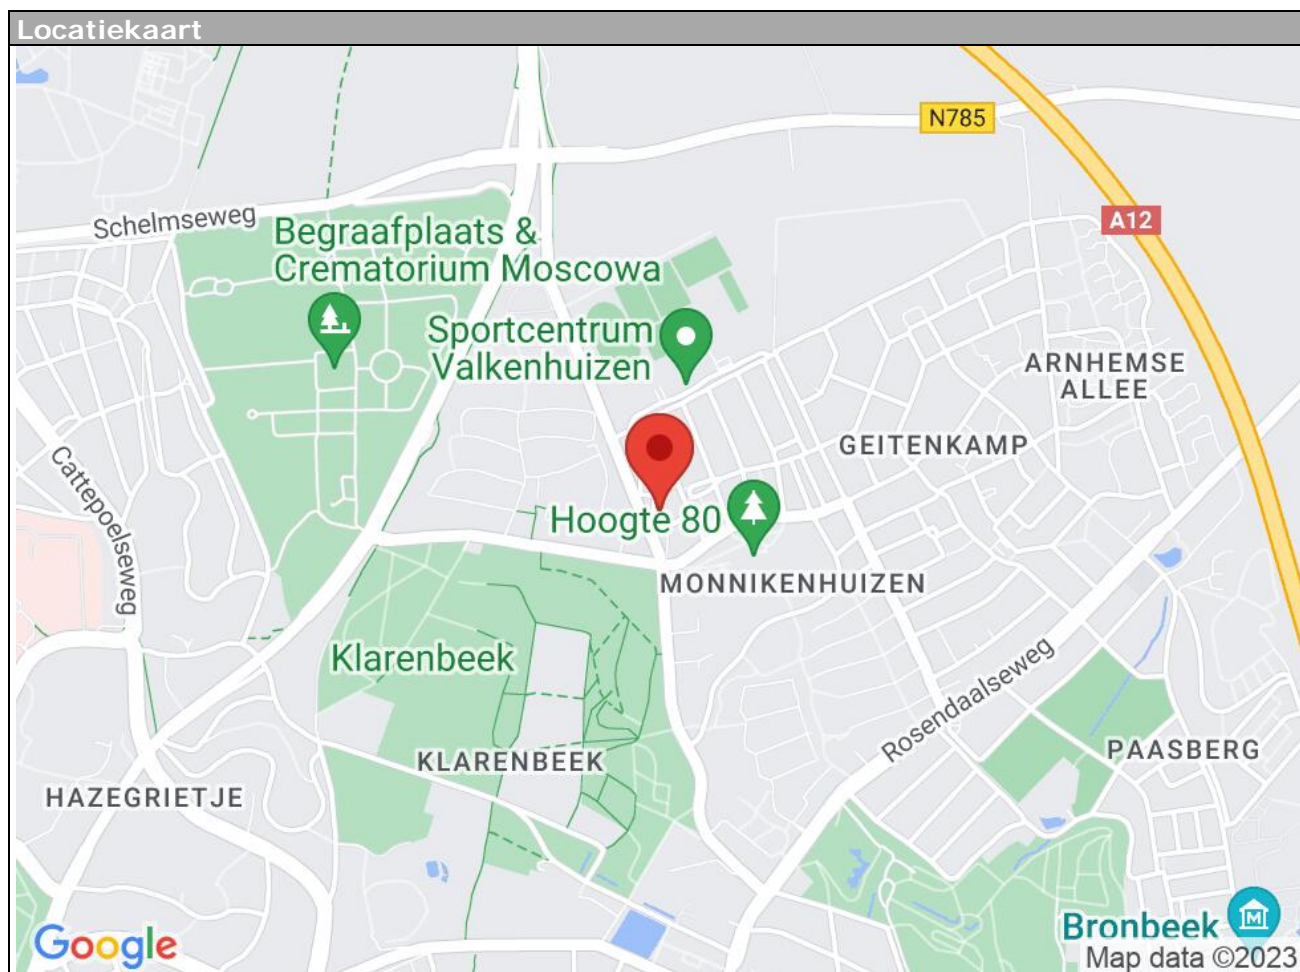 Locatiekaart
N785
Schelmseweg
A12
Begraafplaats &
Crematorium Moscowa
Sportcentrum
Valkenhuizen
ARNHEMSE
ALLEE
GEITENKAMP
Cattepoelseweg
Hoogte 80
MONNIKENHUIZEN
Klarenbeek
Rosendaalseweg
KLARENBEEK
PAASBERG
HAZEGRIETJE
Bronbeek
M
Google
Map data ©2023